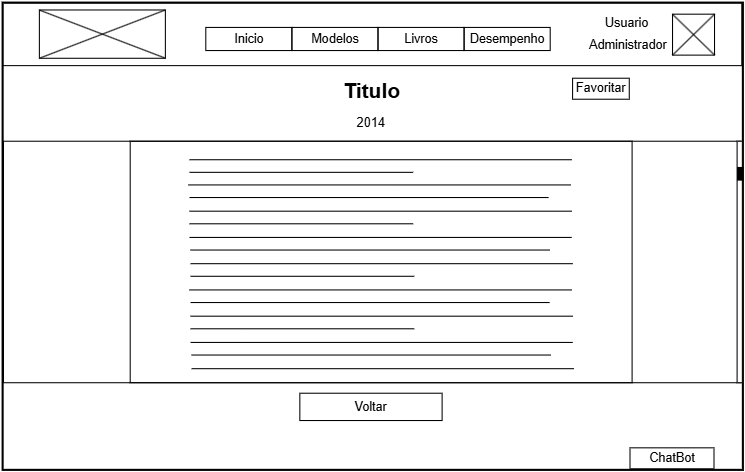 Inicio
Modelos
Livros
Desempenho
Usuario
Administrador
Titulo
Favoritar
2014
Voltar
ChatBot